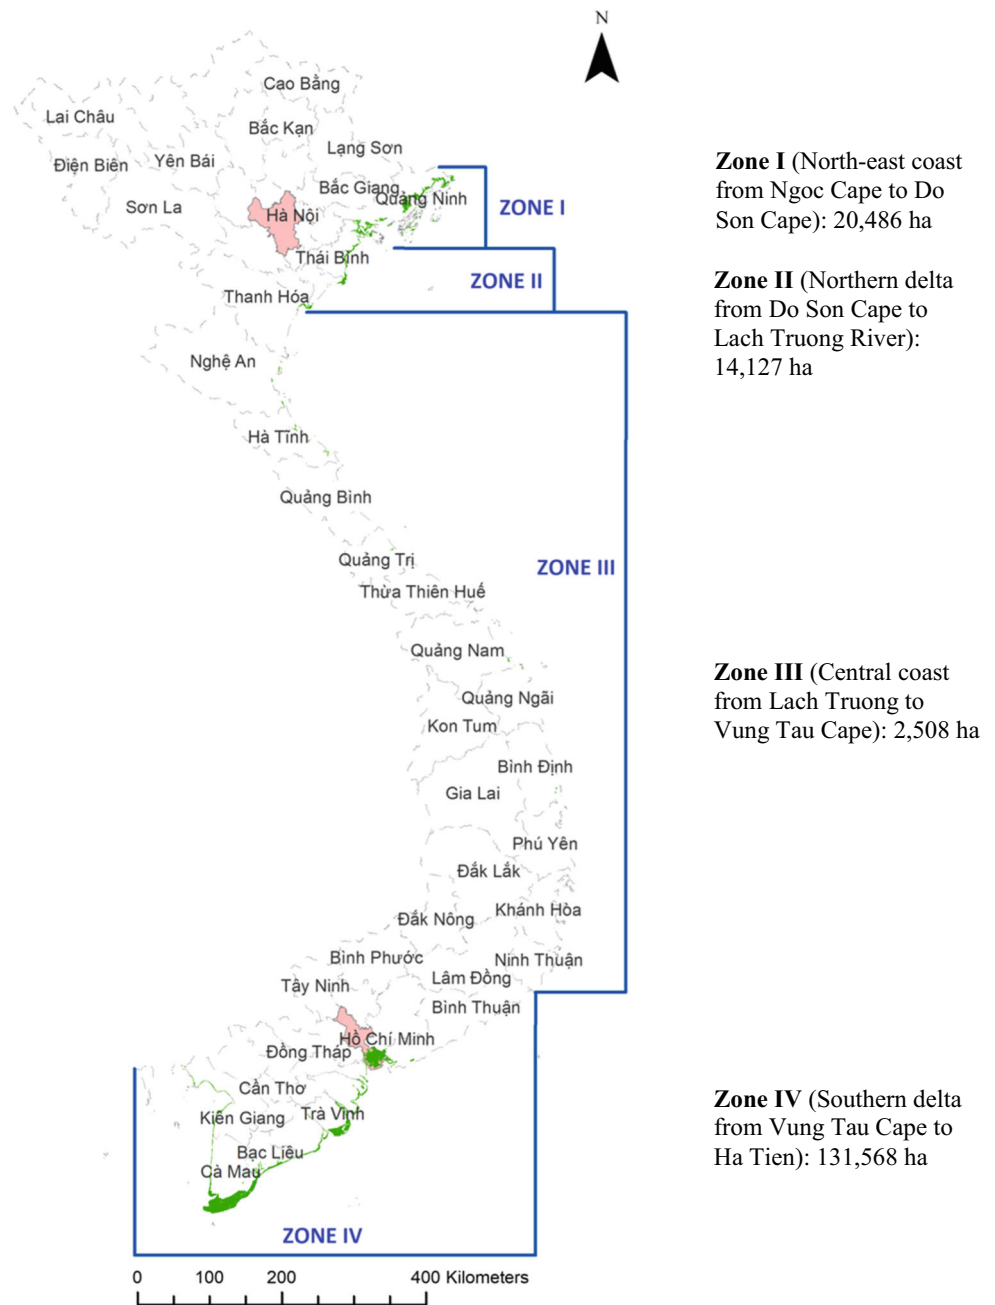 N
Cao Bằng
Lai Châu
Bắc Kạn
Lạng Sơn
Điện Biên
Yên Bái
Bắc Giang
Quảng Ninh
Sơn La
Hà Nội
ZONE I
Thái Bình
ZONE II
Thanh Hóa
Nghệ An
Hà Tĩnh
Quảng Bình
Quảng Trị
ZONE III
Thừa Thiên Huế
Quảng Nam
Quảng Ngãi
Kon Tum
Bình Định
Gia Lai
Phú Yên
Đắk Lắk
Khánh Hòa
Đắk Nông
Bình Phước
Ninh Thuận
Lâm Đồng
Tây Ninh
Bình Thuận
Hồ Chí Minh
Đồng Tháp
Cần Thơ
Kiên Giang
Trà Vinh
Bạc Liêu
Cà Mau
ZONE IV
0 100 200 400 Kilometers
Zone I (North-east coast
from Ngoc Cape to Do
Son Cape): 20,486 ha
Zone II (Northern delta
from Do Son Cape to
Lach Truong River):
14,127 ha
Zone III (Central coast
from Lach Truong to
Vung Tau Cape): 2,508 ha
Zone IV (Southern delta
from Vung Tau Cape to
Ha Tien): 131,568 ha